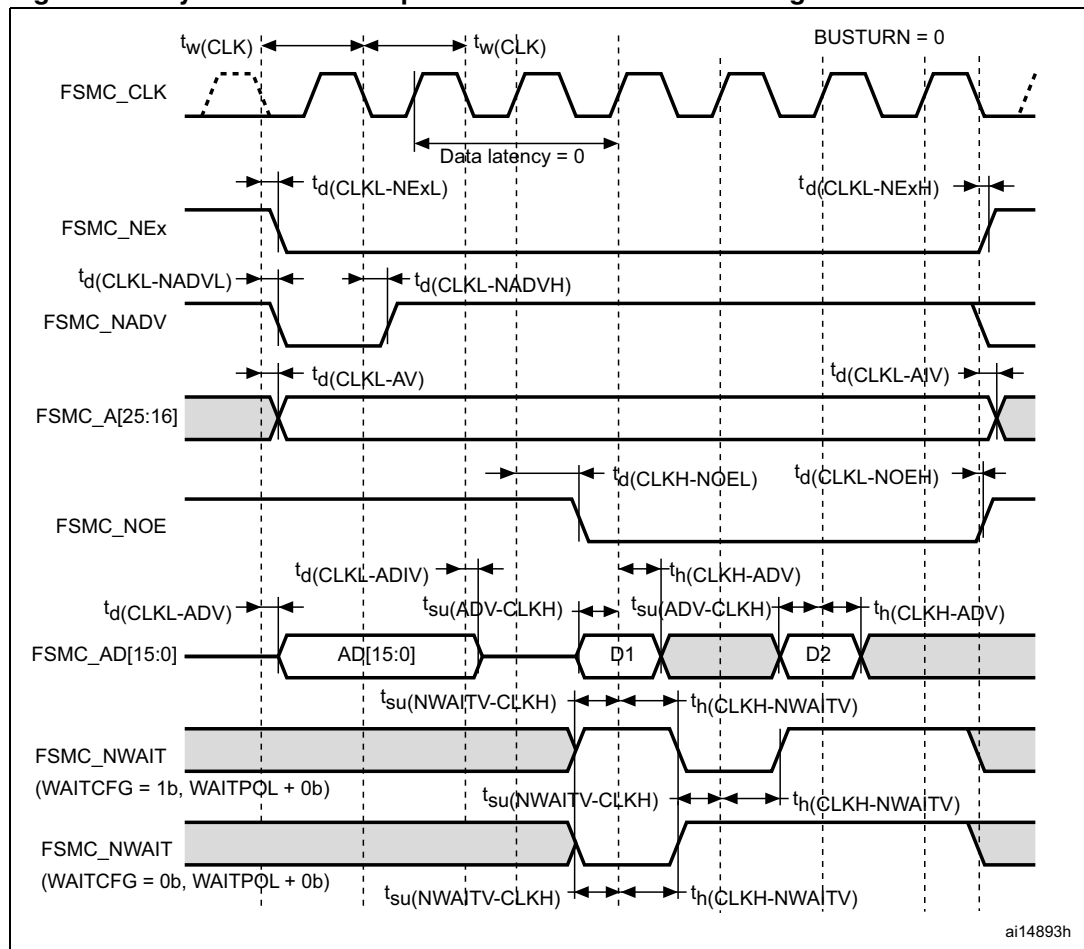 tw(CLK) tw(CLK) BUSTURN = 0
FSMC_CLK
Data latency = 0
td(CLKL-NExL) td(CLKL-NExH)
FSMC_NEx
td(CLKL-NADVL) td(CLKL-NADVH)
FSMC_NADV
td(CLKL-AV) td(CLKL-AIV)
FSMC_A[25:16]
td(CLKH-NOEL) td(CLKL-NOEH)
FSMC_NOE
td(CLKL-ADIV) th(CLKH-ADV)
td(CLKL-ADV) tsu(ADV-CLKH) tsu(ADV-CLKH) th(CLKH-ADV)
FSMC_AD[15:0] AD[15:0] D1 D2
tsu(NWAITV-CLKH) th(CLKH-NWAITV)
FSMC_NWAIT
(WAITCFG = 1b, WAITPOL + 0b)
tsu(NWAITV-CLKH) th(CLKH-NWAITV)
FSMC_NWAIT
(WAITCFG = 0b, WAITPOL + 0b)
tsu(NWAITV-CLKH) th(CLKH-NWAITV)
ai14893h